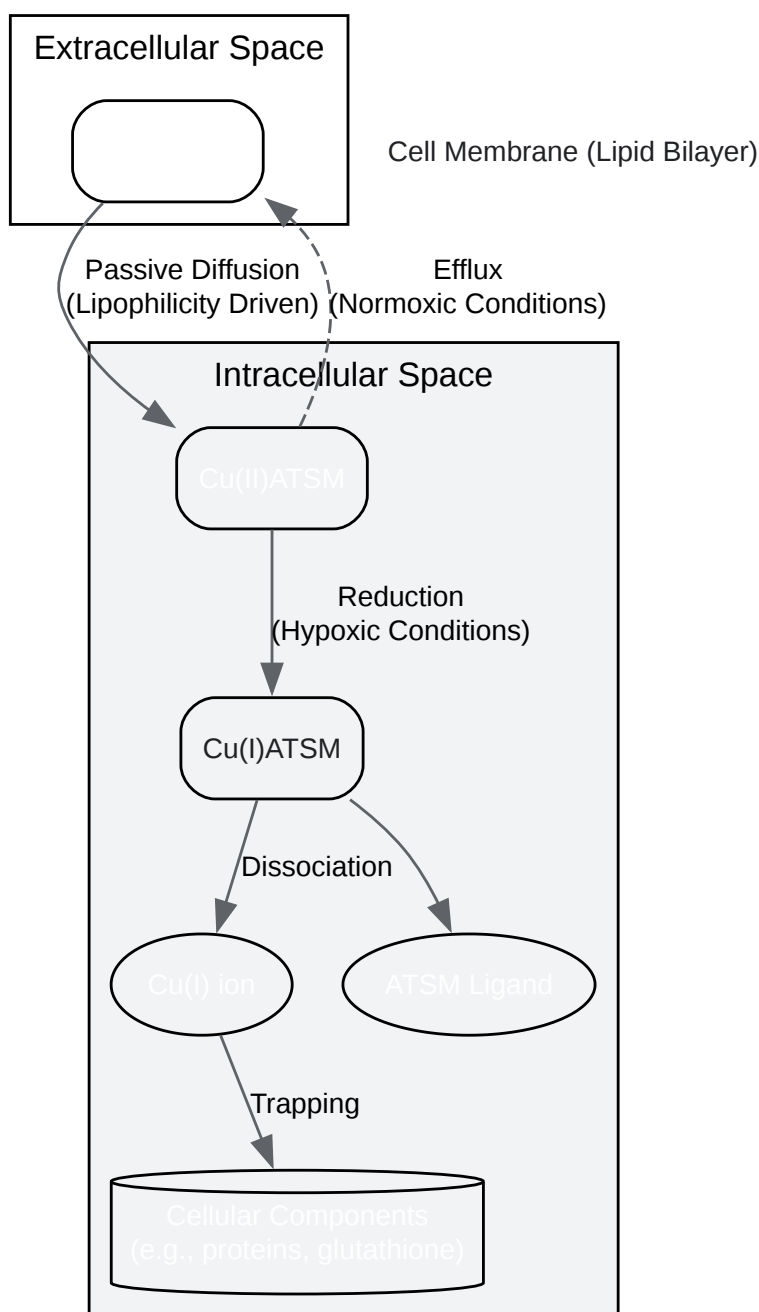 Extracellular Space
Cell Membrane (Lipid Bilayer)
Passive Diffusion
(Lipophilicity Driven)
Efflux
(Normoxic Conditions)
Intracellular Space
Cu(II)ATSM
Reduction
(Hypoxic Conditions)
Cu(I)ATSM
Dissociation
Cu(I) ion
ATSM Ligand
Trapping
Cellular Components
(e.g., proteins, glutathione)